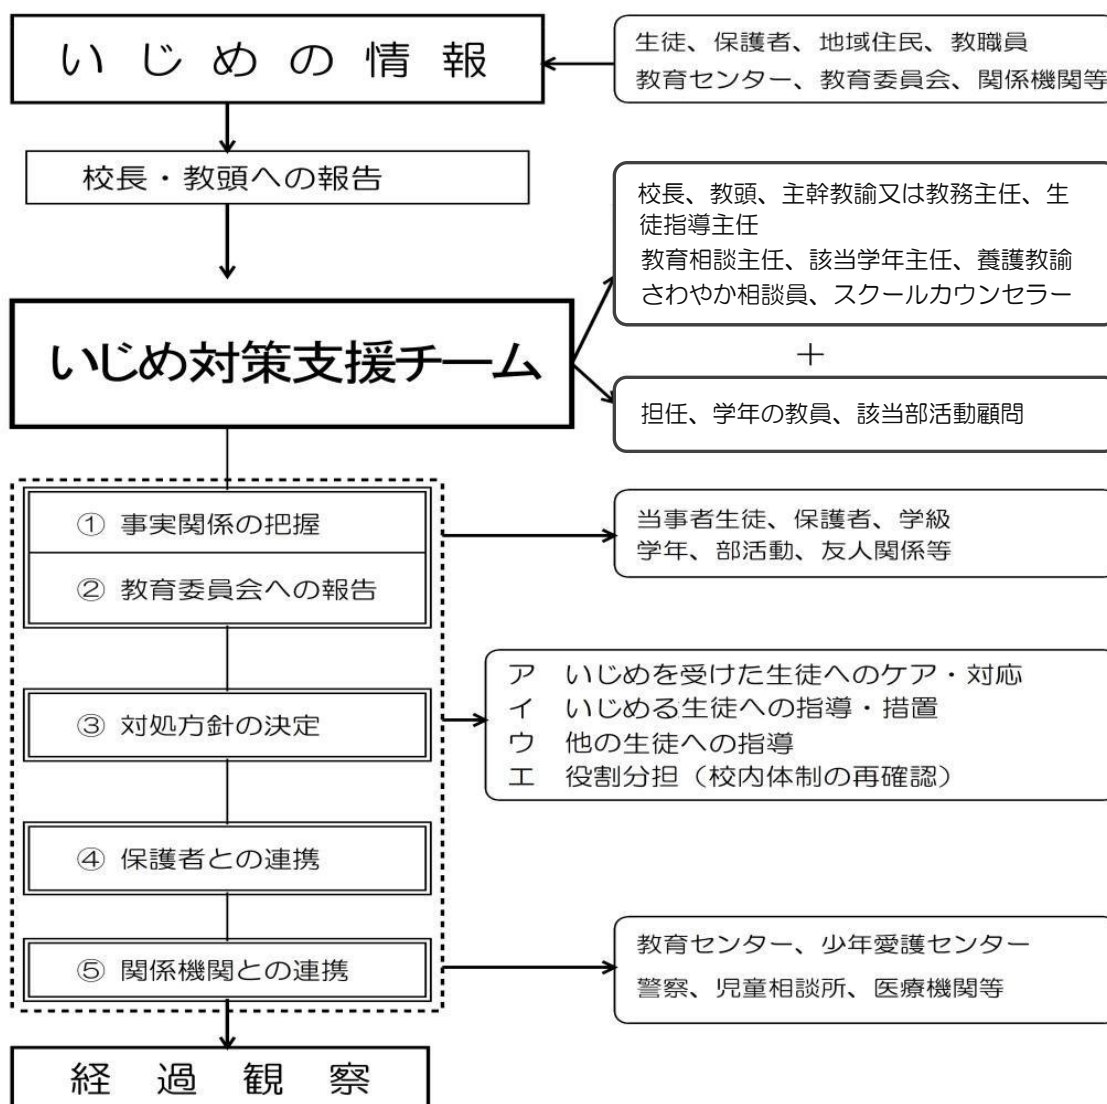 いじめの情報
生徒、保護者、地域住民、教職員
教育センター、教育委員会、関係機関等
校長・教頭への報告
校長、教頭、主幹教諭又は教務主任、生
徒指導主任
教育相談主任、該当学年主任、養護教諭
さわやか相談員、スクールカウンセラー
いじめ対策支援チーム
＋
担任、学年の教員、該当部活動顧問
① 事実関係の把握
② 教育委員会への報告
当事者生徒、保護者、学級
学年、部活動、友人関係等
③ 対処方針の決定
ア いじめを受けた生徒へのケア・対応
イ いじめる生徒への指導・措置
ウ 他の生徒への指導
エ 役割分担（校内体制の再確認）
④ 保護者との連携
⑤ 関係機関との連携
教育センター、少年愛護センター
警察、児童相談所、医療機関等
経過観察